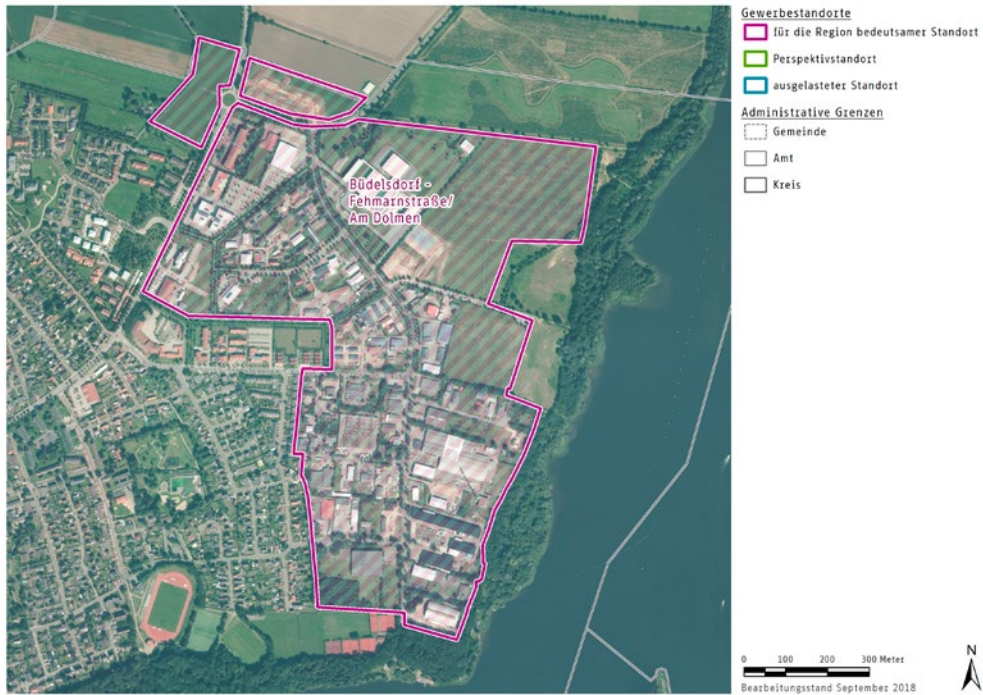 Büdelsdorf -
Fehmarnstraße/
Am Dolmen
Gewerbestandorte
für die Region bedeutsamer Standort
Perspektivstandort
ausgelasteter Standort
Administrative Grenzen
Gemeinde
Amt
Kreis
0 100 200 300 Meter
Bearbeitungsstand September 2018
N